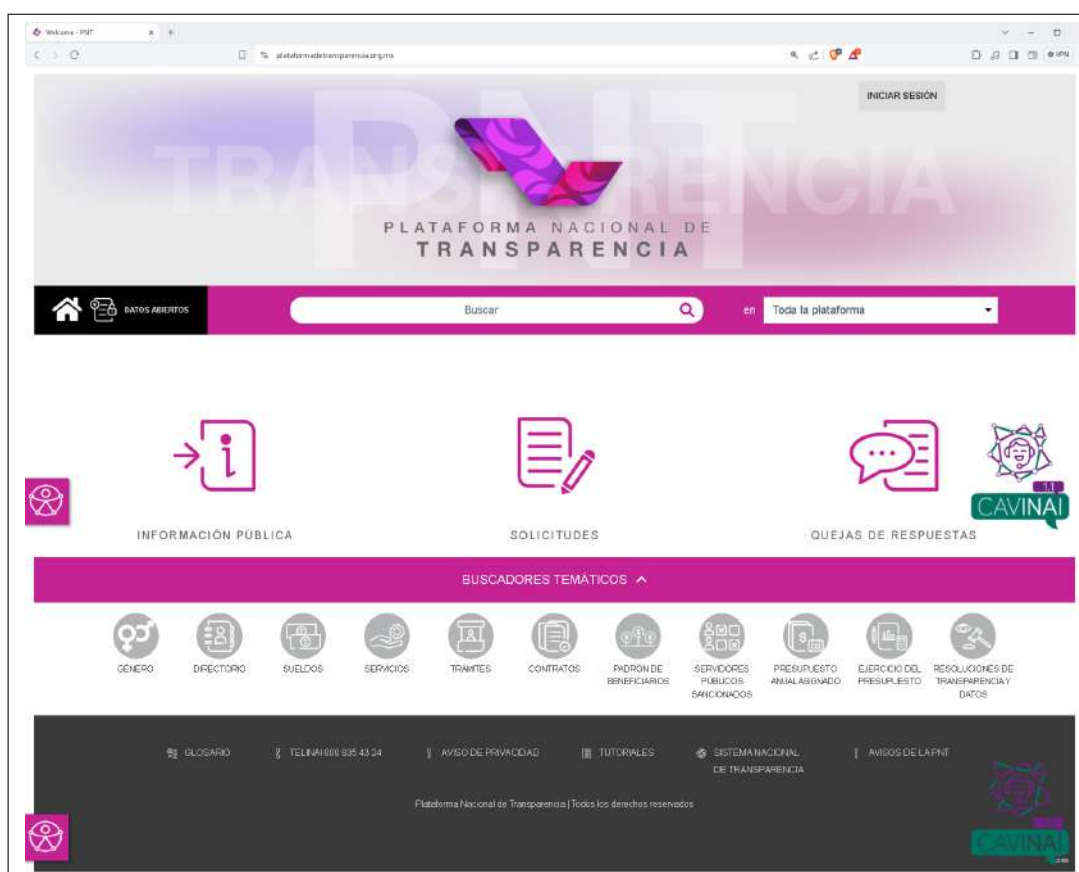 Welcome - PNT
plataformadetransparencia.org.mx
VPN
INICIAR SESIÓN
PNT
TRANSPARENCIA
PLATAFORMA NACIONAL DE
TRANSPARENCIA
DATOS ABIERTOS
Buscar
en
Toda la plataforma
1.1
CAVINAI
INFORMACIÓN PÚBLICA
SOLICITUDES
QUEJAS DE RESPUESTAS
BUSCADORES TEMÁTICOS
GÉNERO
DIRECTORIO
SUELDOS
SERVICIOS
TRÁMITES
CONTRATOS
PADRÓN DE
BENEFICIARIOS
SERVIDORES
PÚBLICOS
SANCIONADOS
PRESUPUESTO
ANUAL ASIGNADO
EJERCICIO DEL
PRESUPUESTO
RESOLUCIONES DE
TRANSPARENCIA Y
DATOS
GLOSARIO
TELINAI 800 835 43 24
AVISO DE PRIVACIDAD
TUTORIALES
SISTEMA NACIONAL
DE TRANSPARENCIA
AVISOS DE LA PNT
Plataforma Nacional de Transparencia | Todos los derechos reservados
CAVINAI